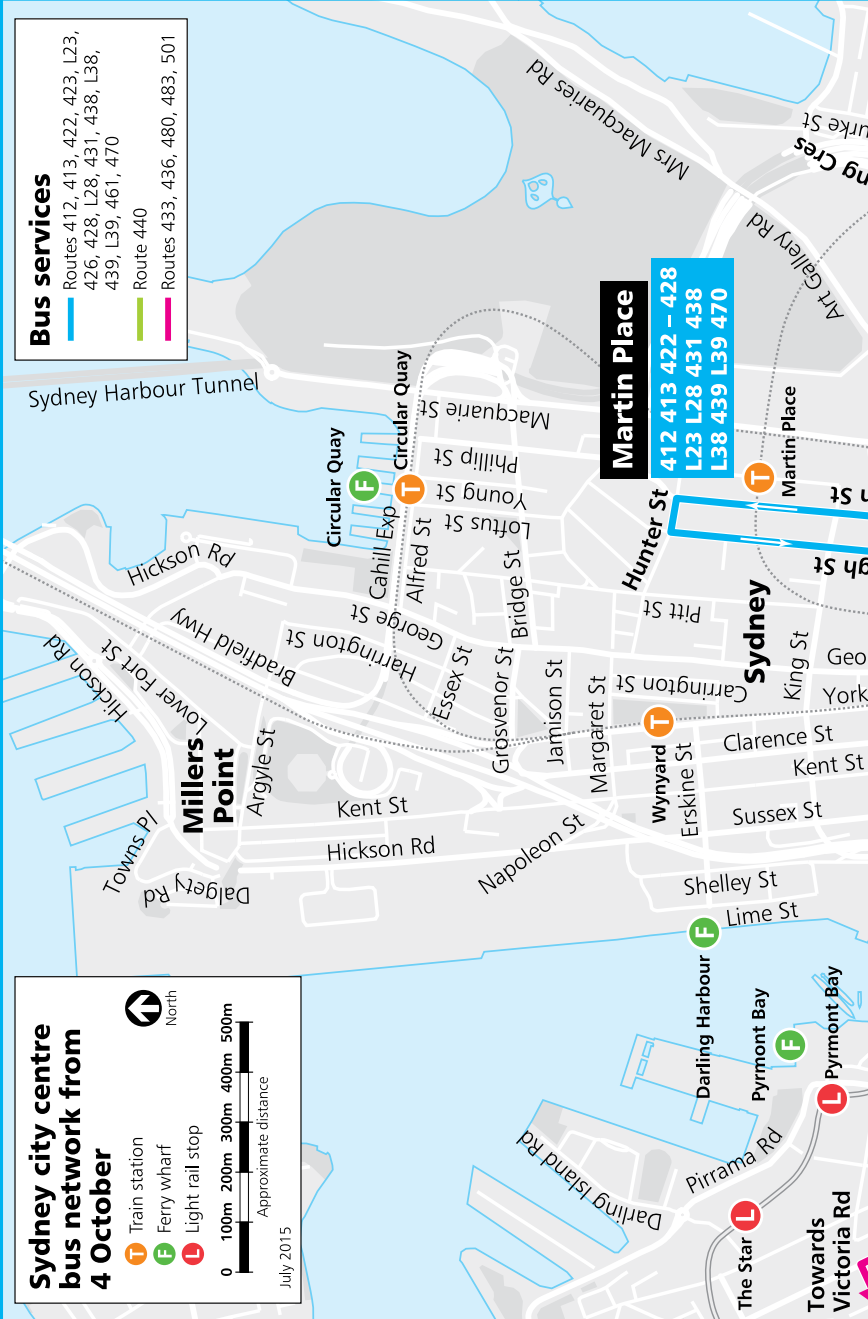 Sydney city centre
bus network from
4 October
T Train station
F Ferry wharf
L Light rail stop
North
0 100m 200m 300m 400m 500m
Approximate distance
July 2015
Bus services
Routes 412, 413, 422, 423, L23,
426, 428, L28, 431, 438, L38,
439, L39, 461, 470
Route 440
Routes 433, 436, 480, 483, 501
Sydney Harbour Tunnel
Hickson Rd
Hickson Rd
Lower Fort St
Bradfield Hwy
Towns Pl
Dalgety Rd
Millers
Point
Argyle St
Harrington St
George St
Cahill Exp
Alfred St
Circular Quay
F
Circular Quay
T
Macquarie St
Phillip St
Young St
Loftus St
Bridge St
Kent St
Hickson Rd
Essex St
Grosvenor St
Jamison St
Margaret St
Napoleon St
Mrs Macquaries Rd
Art Gallery Rd
Martin Place
412 413 422 – 428
L23 L28 431 438
L38 439 L39 470
Hunter St
T
Martin Place
Pitt St
Sydney
Carrington St
King St
Wynyard
T
Erskine St
Clarence St
Kent St
Sussex St
Shelley St
Lime St
F
Darling Harbour
Pyrmont Bay
F
Pyrmont Bay
L
Darling Island Rd
Pirrama Rd
The Star
L
Towards
Victoria Rd
York